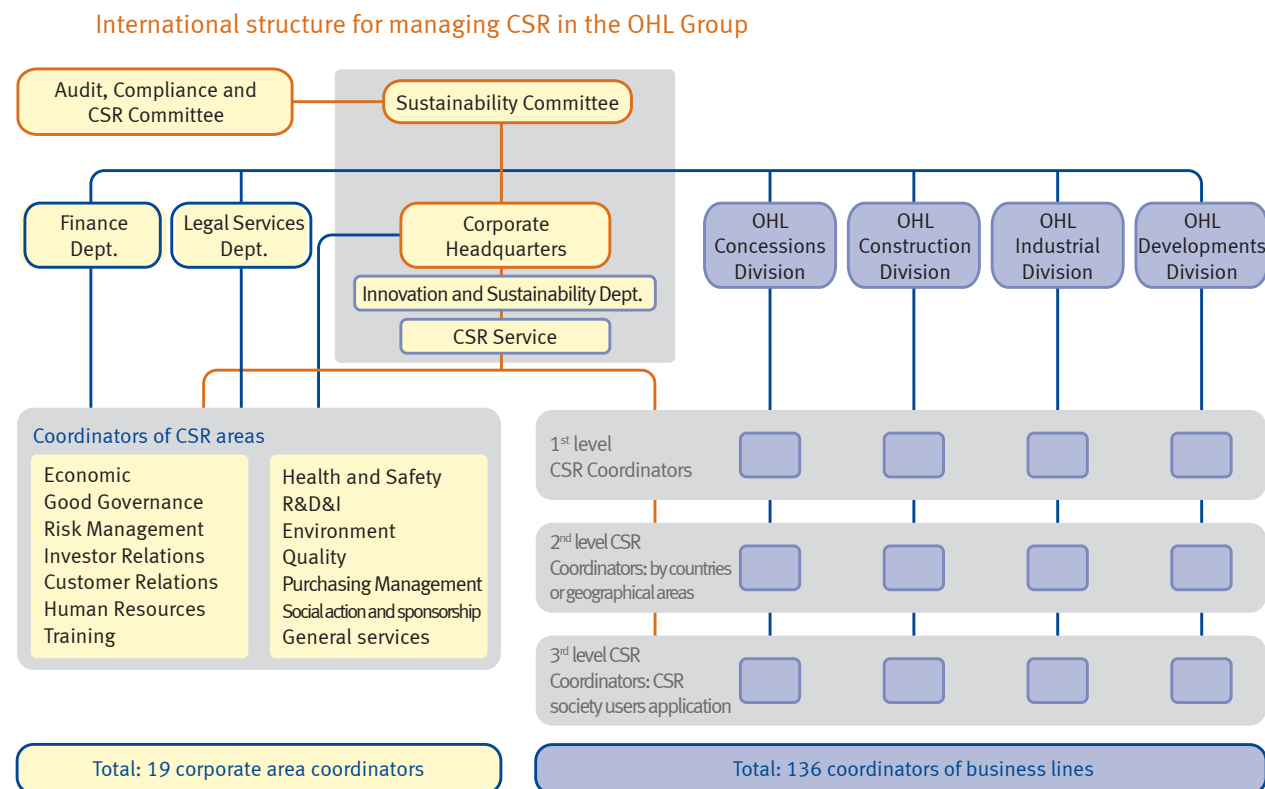 International structure for managing CSR in the OHL Group
Audit, Compliance and
CSR Committee
Sustainability Committee
Finance
Dept.
Legal Services
Dept.
Corporate
Headquarters
Innovation and Sustainability Dept.
CSR Service
OHL
Concessions
Division
OHL
Construction
Division
OHL
Industrial
Division
OHL
Developments
Division
Coordinators of CSR areas
Economic
Good Governance
Risk Management
Investor Relations
Customer Relations
Human Resources
Training
Health and Safety
R&D&I
Environment
Quality
Purchasing Management
Social action and sponsorship
General services
1st level
CSR Coordinators
2nd level CSR
Coordinators: by countries
or geographical areas
3rd level CSR
Coordinators: CSR
society users application
Total: 19 corporate area coordinators
Total: 136 coordinators of business lines